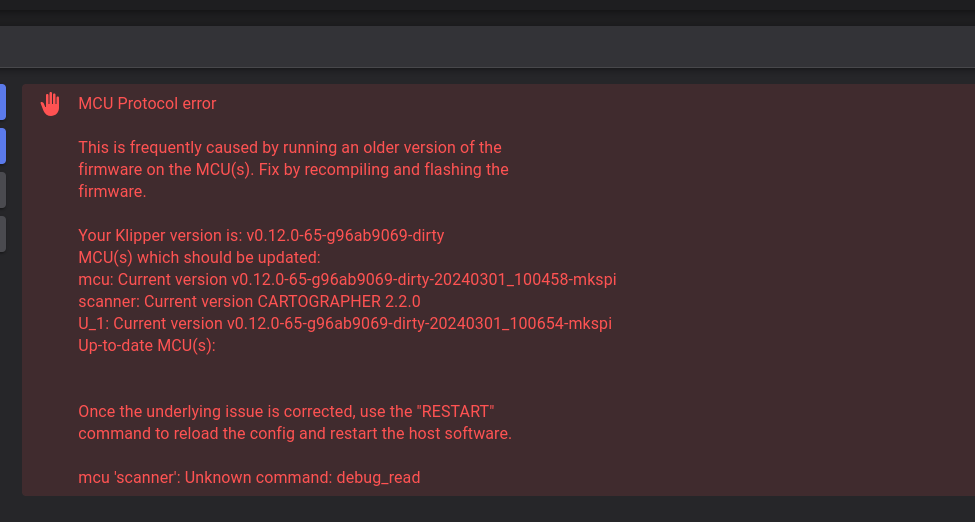 MCU Protocol error
This is frequently caused by running an older version of the
firmware on the MCU(s). Fix by recompiling and flashing the
firmware.
Your Klipper version is: v0.12.0-65-g96ab9069-dirty
MCU(s) which should be updated:
mcu: Current version v0.12.0-65-g96ab9069-dirty-20240301_100458-mkspi
scanner: Current version CARTOGRAPHER 2.2.0
U_1: Current version v0.12.0-65-g96ab9069-dirty-20240301_100654-mkspi
Up-to-date MCU(s):
Once the underlying issue is corrected, use the "RESTART"
command to reload the config and restart the host software.
mcu 'scanner': Unknown command: debug_read